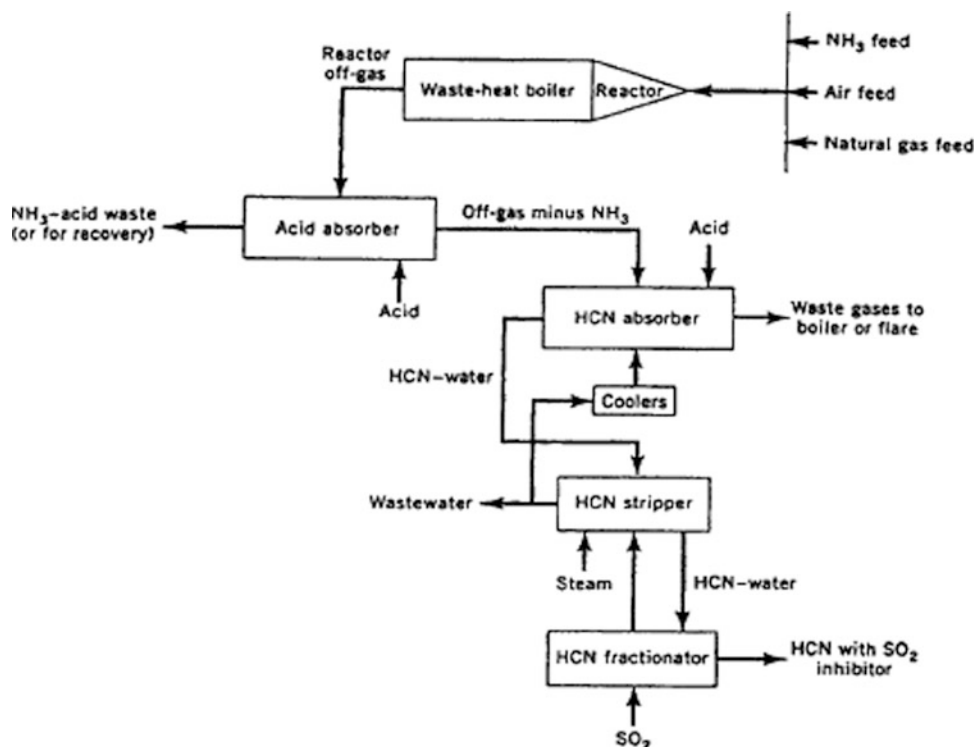 NH₃ feed
Reactor
off-gas
Waste-heat boiler
Reactor
Air feed
Natural gas feed
NH₃-acid waste
(or for recovery)
Acid absorber
Off-gas minus NH₃
Acid
Acid
HCN absorber
Waste gases to
boiler or flare
HCN-water
Coolers
Wastewater
HCN stripper
Steam
HCN-water
HCN fractionator
HCN with SO₂
inhibitor
SO₂